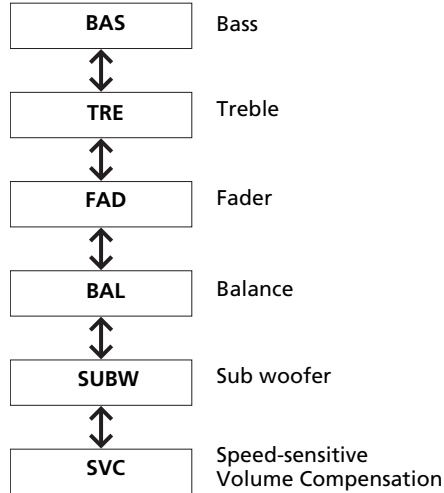 BAS Bass
TRE Treble
FAD Fader
BAL Balance
SUBW Sub woofer
SVC Speed-sensitive
Volume Compensation